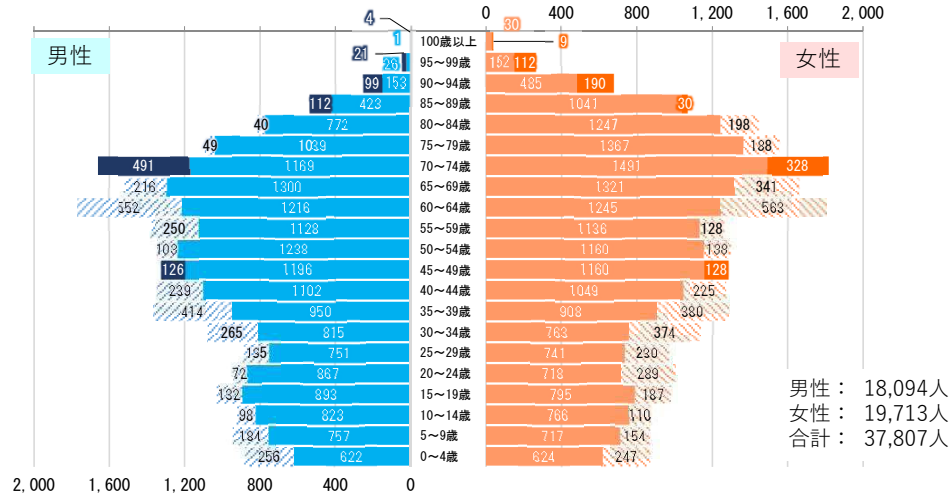 4
0 400 800 1,200 1,600 2,000
30
1
100歳以上
9
男性
女性
21
26 95～99歳 152 112
99 153 90～94歳 485 190
112 423 85～89歳 1041 30
40 772 80～84歳 1247 198
49 1039 75～79歳 1367 188
491 1169 70～74歳 1491 328
216 1300 65～69歳 1321 341
552 1216 60～64歳 1245 563
250 1128 55～59歳 1136 128
103 1238 50～54歳 1160 138
126 1196 45～49歳 1160 128
239 1102 40～44歳 1049 225
414 950 35～39歳 908 380
265 815 30～34歳 763 374
751 25～29歳 741 230
72 867 20～24歳 718 289
132 893 15～19歳 795 187
98 823 10～14歳 766 110
184 757 5～9歳 717 154
256 622 0～4歳 624 247
男性： 18,094人
女性： 19,713人
合計： 37,807人
2,000 1,600 1,200 800 400 0